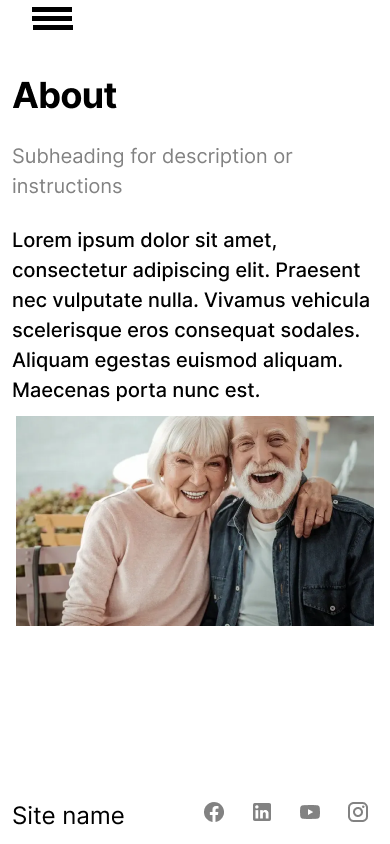 About
Subheading for description or
instructions
Lorem ipsum dolor sit amet,
consectetur adipiscing elit. Praesent
nec vulputate nulla. Vivamus vehicula
scelerisque eros consequat sodales.
Aliquam egestas euismod aliquam.
Maecenas porta nunc est.
Site name